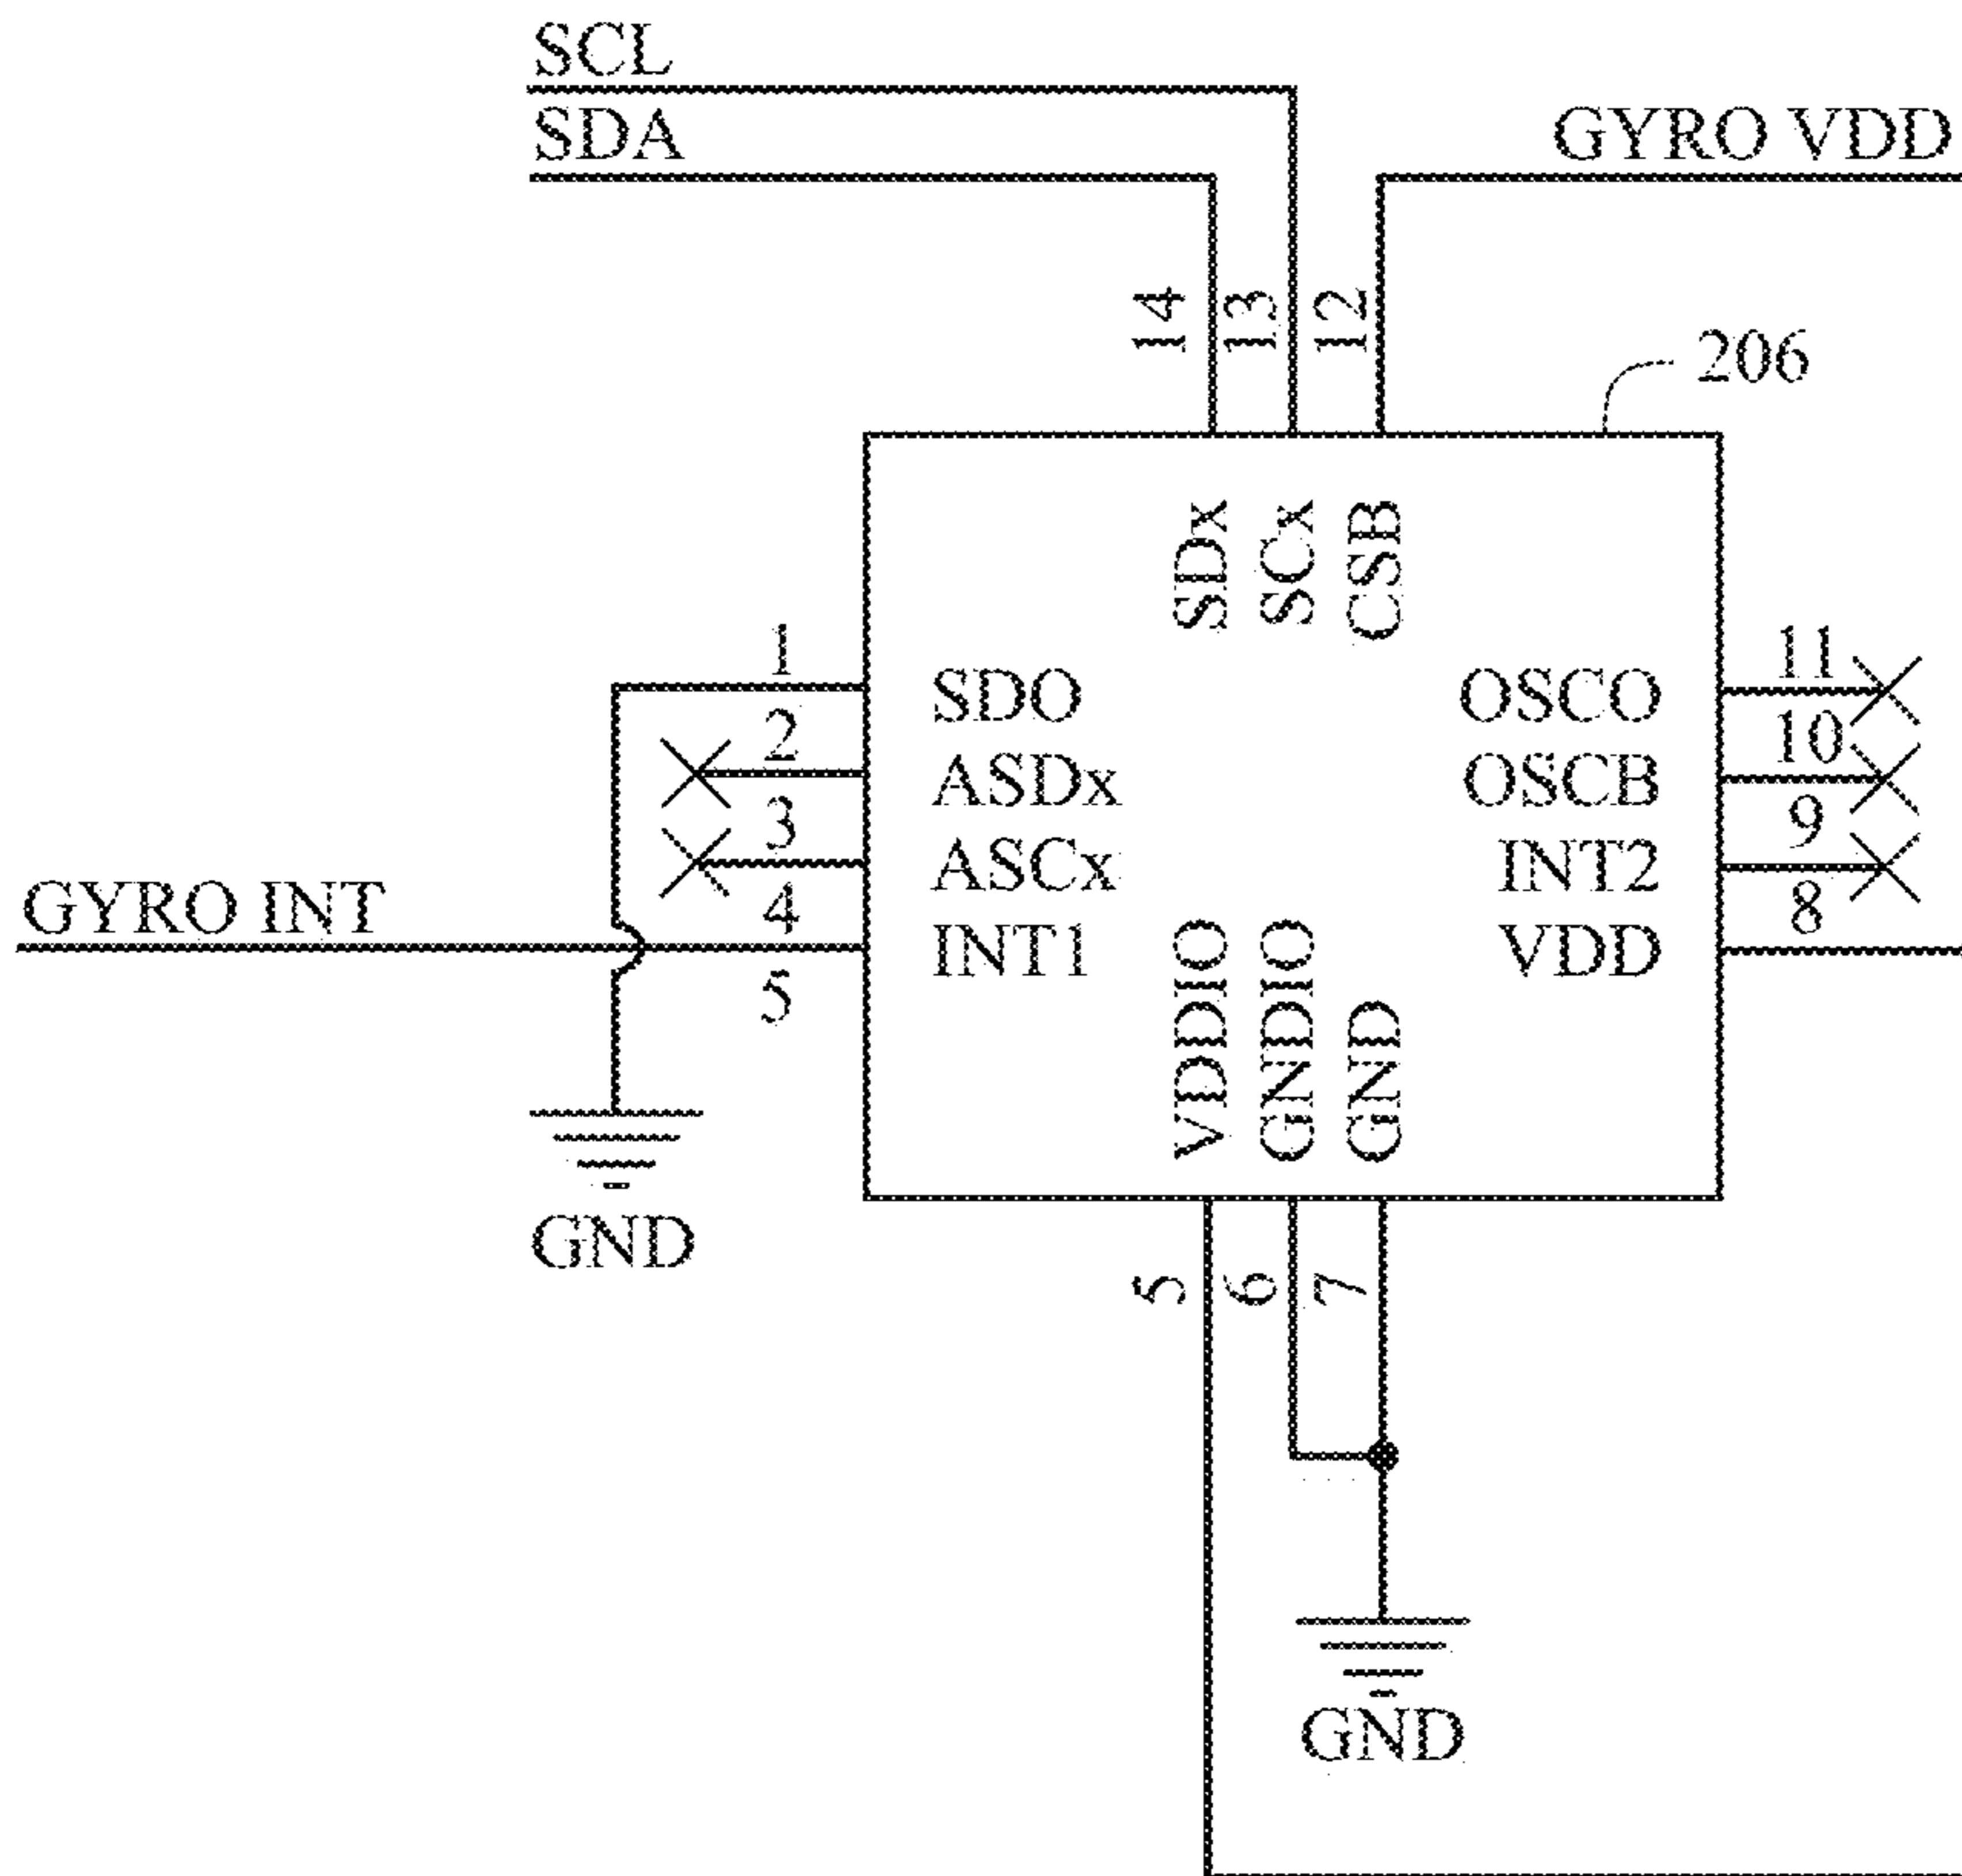 SCL
SDA
GYRO VDD
14
13
12
206
SDx
SCx
CSB
1
SDO
OSCO
11
2
ASDx
OSCB
10
3
ASCx
INT2
9
GYRO INT
4
INT1
VDD
8
5
VDDIO
GNDIO
GND
GND
5
6
7
GND